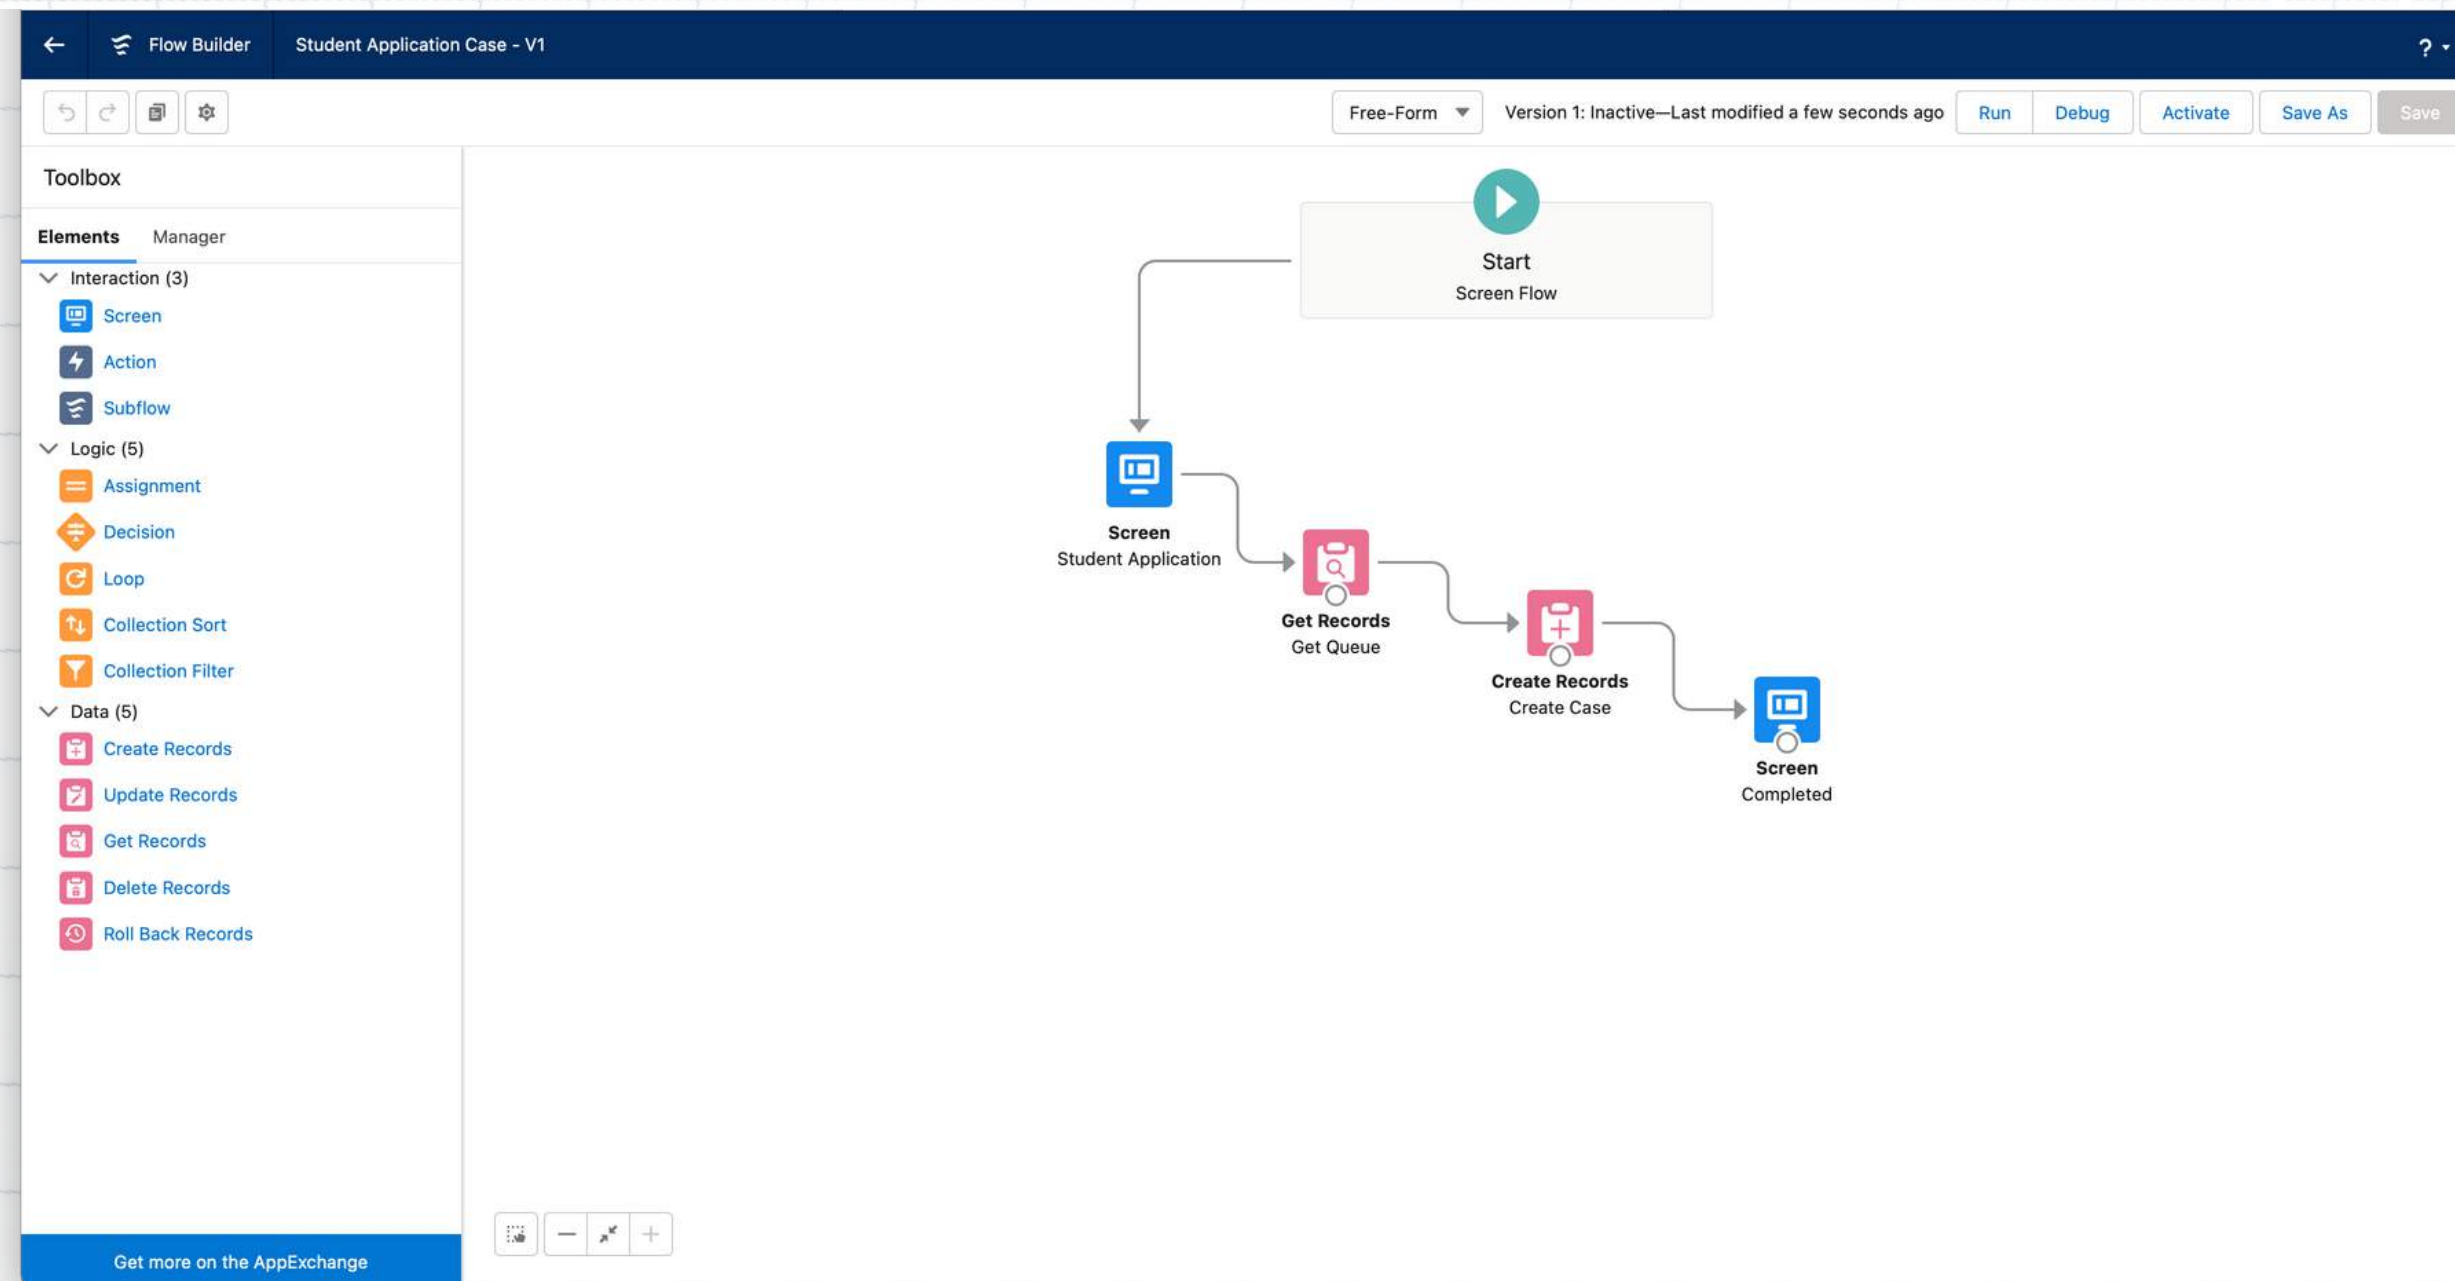 Flow Builder
Student Application Case - V1
?
Free-Form
Version 1: Inactive—Last modified a few seconds ago
Run
Debug
Activate
Save As
Save
Toolbox
Elements
Manager
Interaction (3)
Screen
Action
Subflow
Logic (5)
Assignment
Decision
Loop
Collection Sort
Collection Filter
Data (5)
Create Records
Update Records
Get Records
Delete Records
Roll Back Records
Get more on the AppExchange
Start
Screen Flow
Screen
Student Application
Get Records
Get Queue
Create Records
Create Case
Screen
Completed